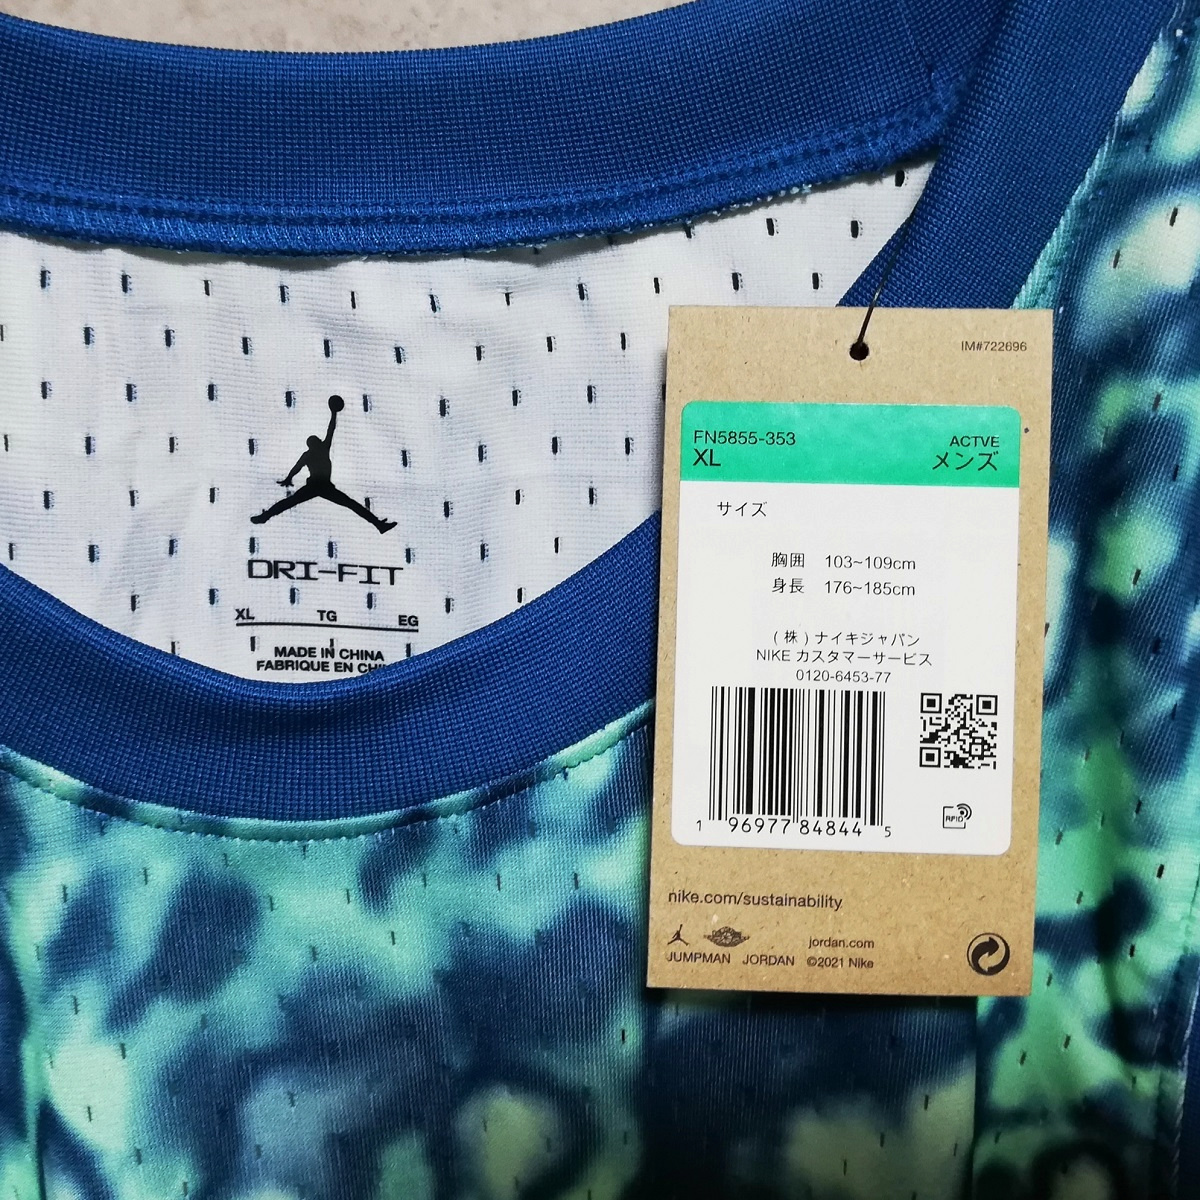 DRI-FIT
XL TG EG
MADE IN CHINA
FABRIQUE EN
IM#722696
FN5855-353
XL
ACTVE
メンズ
サイズ
胸囲 103~109cm
身長 176~185cm
(株)ナイキジャパン
NIKE カスタマーサービス
0120-6453-77
1 96977 84844 5
RFID
nike.com/sustainability
jordan.com
JUMPMAN JORDAN ©2021 Nike